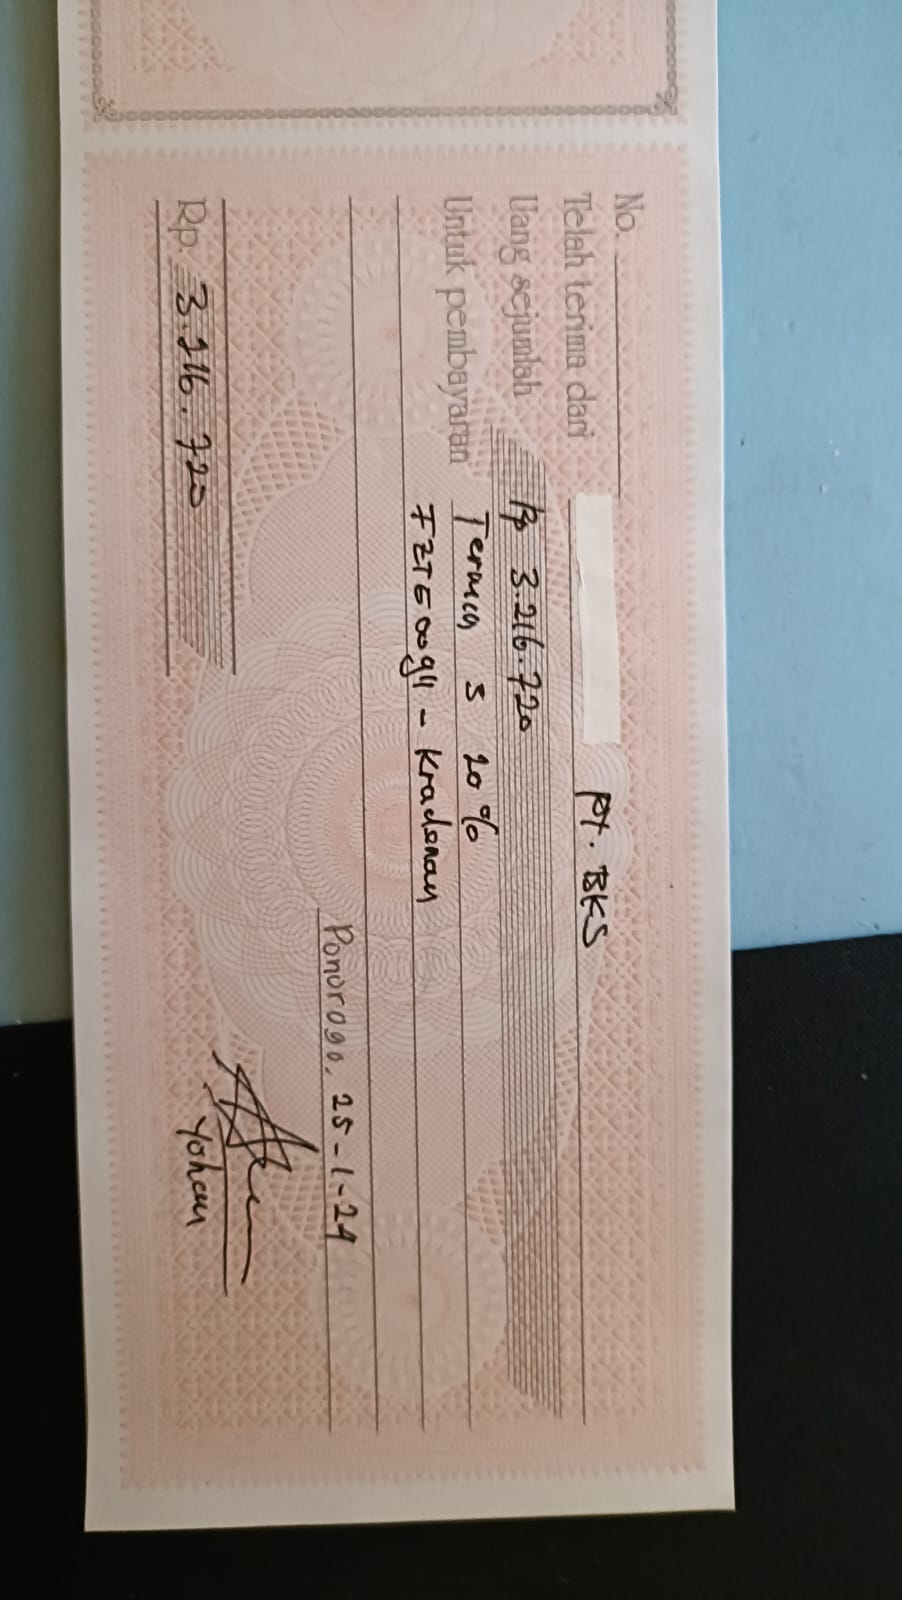 No.
Telah terima dari PT. BKS
Uang sejumlah Rp 3.216.720
Untuk pembayaran Termin 3 20%
FZTE00911 - Kradenan
Ponorogo, 25-1-24
Yohan
Rp. 3.216.720